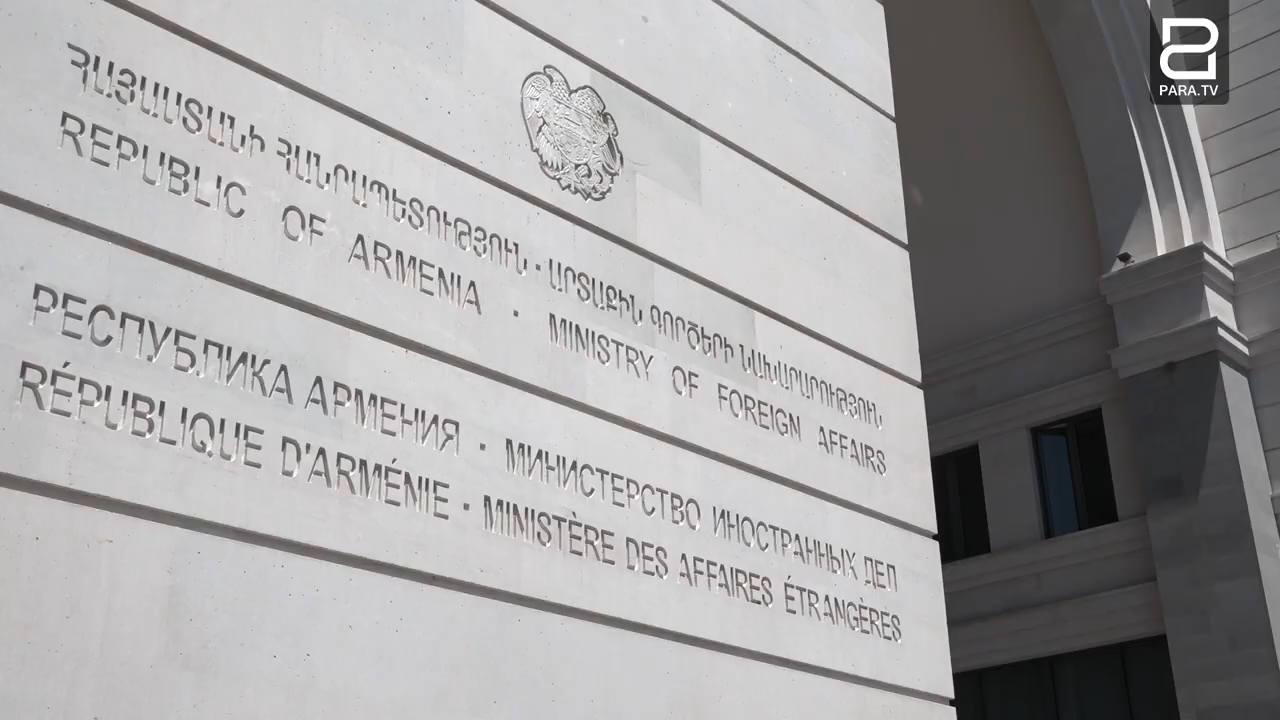 ՀԱՅԱՍՏԱՆԻ ՀԱՆՐԱՊԵՏՈՒԹՅՈՒՆ · ԱՐՏԱՔԻՆ ԳՈՐԾԵՐԻ ՆԱԽԱՐԱՐՈՒԹՅՈՒՆ
REPUBLIC OF ARMENIA · MINISTRY OF FOREIGN AFFAIRS
РЕСПУБЛИКА АРМЕНИЯ · МИНИСТЕРСТВО ИНОСТРАННЫХ ДЕЛ
RÉPUBLIQUE D'ARMÉNIE · MINISTÈRE DES AFFAIRES ÉTRANGÈRES
PARA.TV